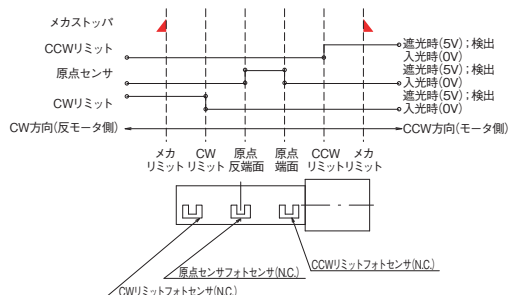 メカストッパ
CCWリミット
遮光時(5V) ; 検出
入光時(0V)
原点センサ
遮光時(5V) ; 検出
入光時(0V)
CWリミット
遮光時(5V) ; 検出
入光時(0V)
CW方向(反モータ側)
CCW方向(モータ側)
メカ
リミット
CW
リミット
原点
反端面
原点
端面
CCW
リミット
メカ
リミット
原点センサフォトセンサ(N.C.)
CCWリミットフォトセンサ(N.C.)
CWリミットフォトセンサ(N.C.)